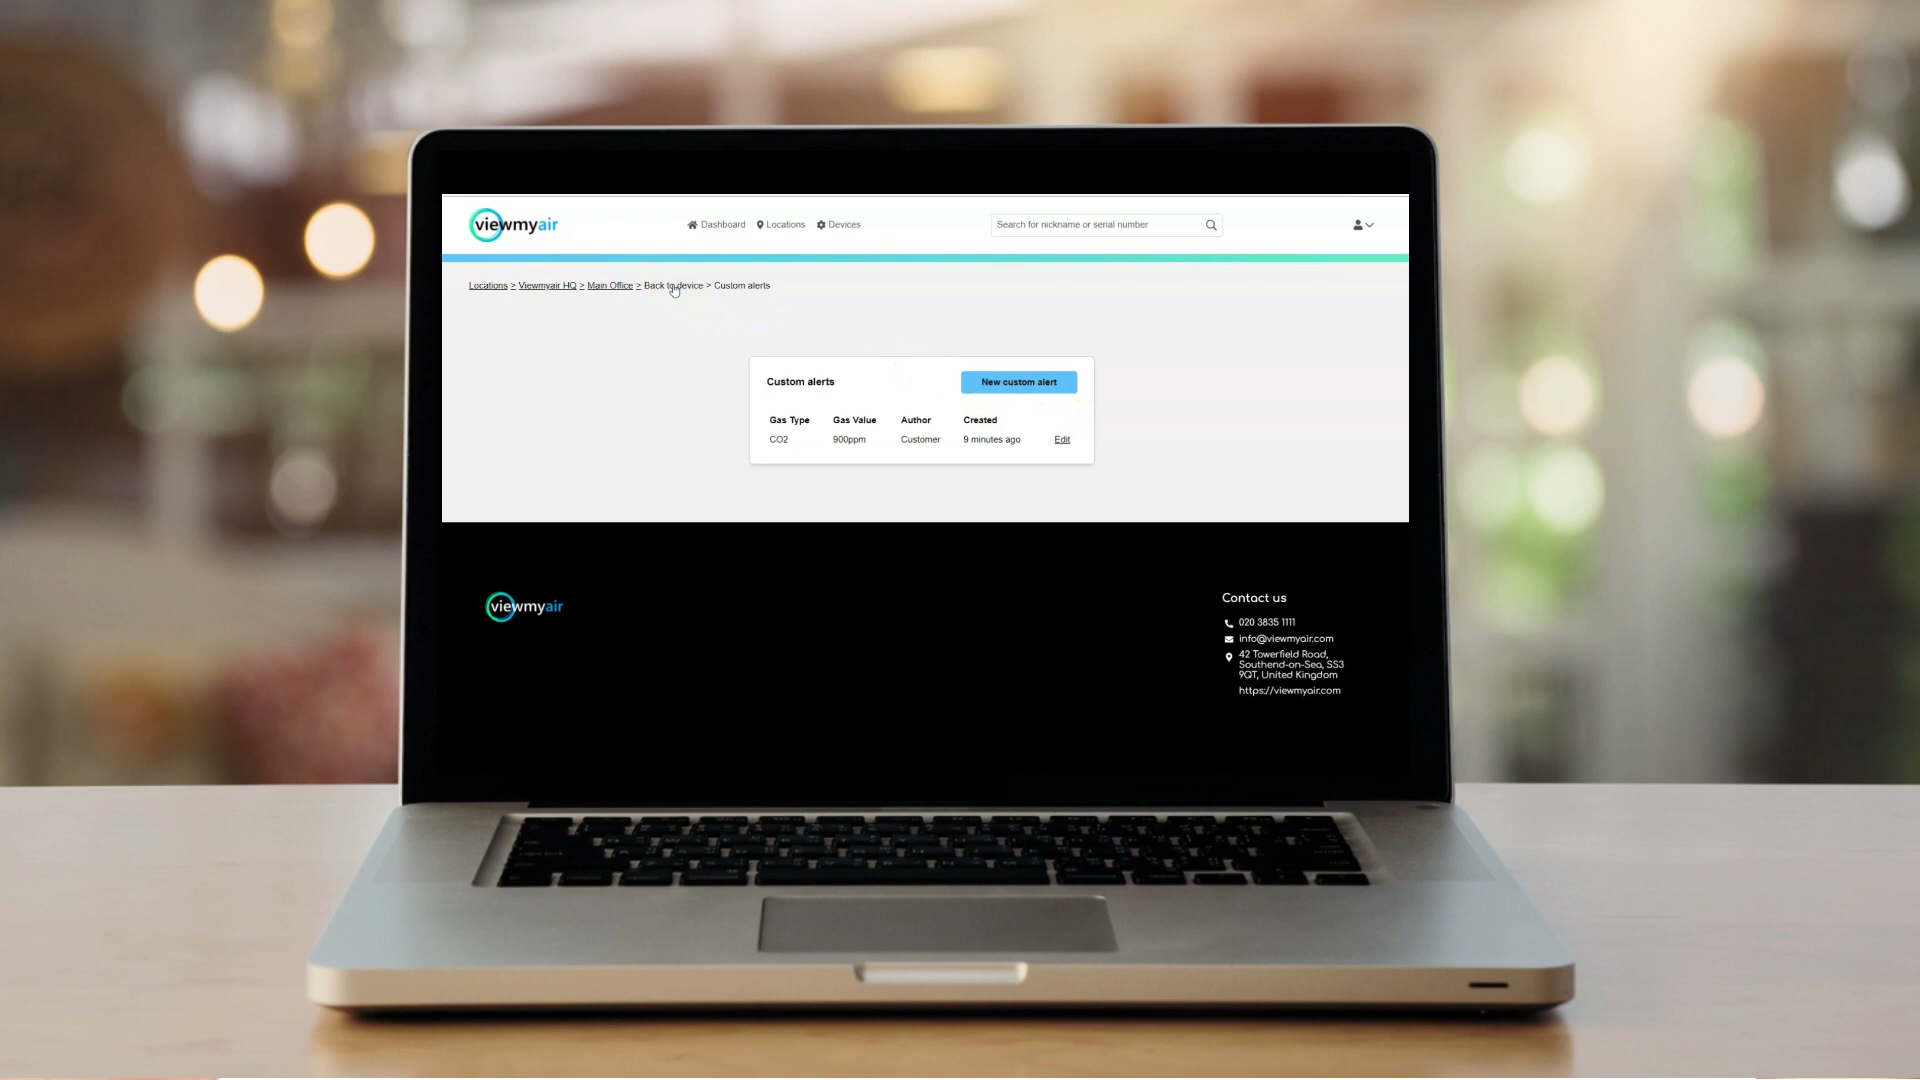 viewmyair
Dashboard Locations Devices
Search for nickname or serial number
Locations > Viewmyair HQ > Main Office > Back to device > Custom alerts
Custom alerts
New custom alert
Gas Type Gas Value Author Created
CO2 900ppm Customer 9 minutes ago Edit
viewmyair
Contact us
020 3835 1111
info@viewmyair.com
42 Towerfield Road,
Southend-on-Sea, SS3
9QT, United Kingdom
https://viewmyair.com